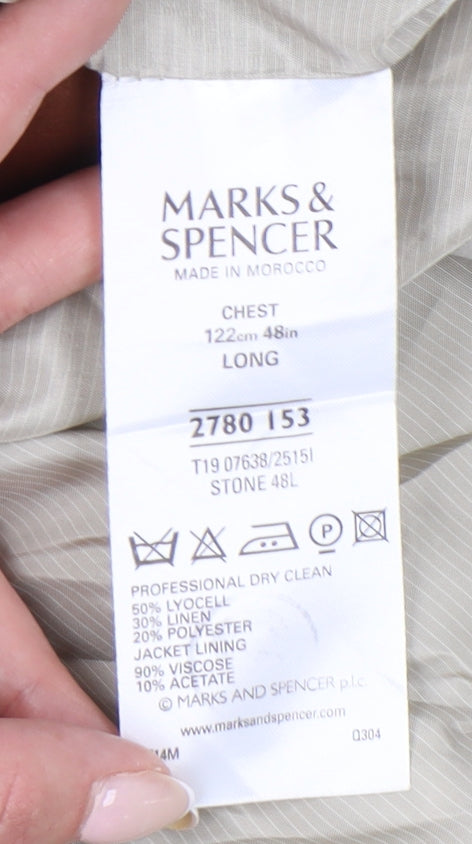 MARKS &
SPENCER
MADE IN MOROCCO
CHEST
122cm 48in
LONG
2780 153
T19 07638/2515I
STONE 48L
P
PROFESSIONAL DRY CLEAN
50% LYOCELL
30% LINEN
20% POLYESTER
JACKET LINING
90% VISCOSE
10% ACETATE
© MARKS AND SPENCER p.l.c.
www.marksandspencer.com
Q304